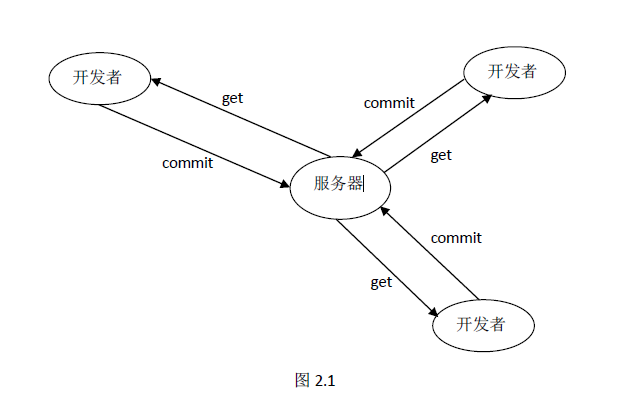 开发者
开发者
get
commit
commit
get
服务器
commit
get
开发者
图 2.1